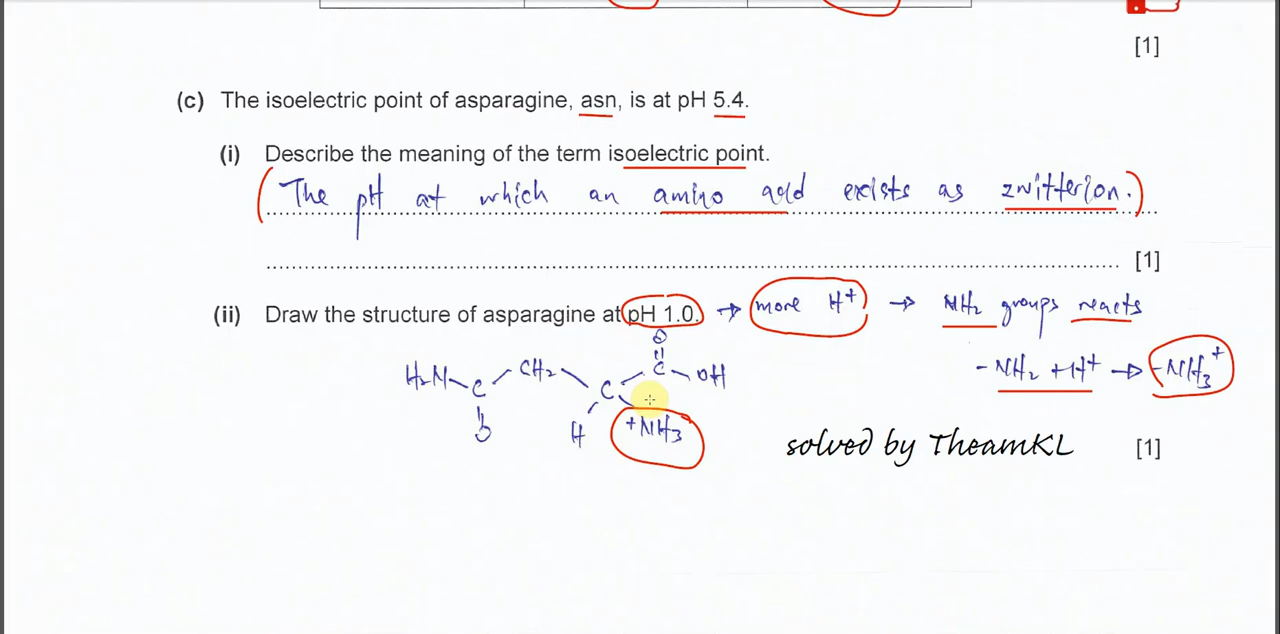 [1]
(c) The isoelectric point of asparagine, asn, is at pH 5.4.
(i) Describe the meaning of the term isoelectric point.
(The pH at which an amino acid exists as zwitterion.)
[1]
(ii) Draw the structure of asparagine at pH 1.0. → more H+ → NH2 groups reacts
-NH2 + H+ → -NH3+
O
H2N C CH2 C C OH
O H +NH3
solved by TheamKL [1]